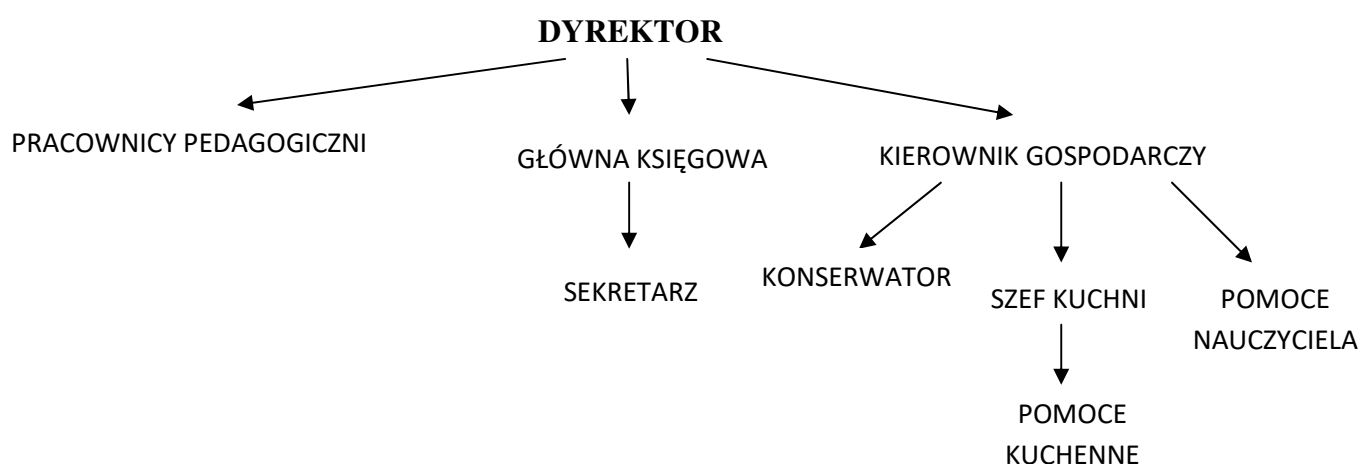 DYREKTOR
PRACOWNICY PEDAGOGICZNI
GŁÓWNA KSIĘGOWA
KIEROWNIK GOSPODARCZY
SEKRETARZ
KONSERWATOR
SZEF KUCHNI
POMOCE
NAUCZYCIELA
POMOCE
KUCHENNE